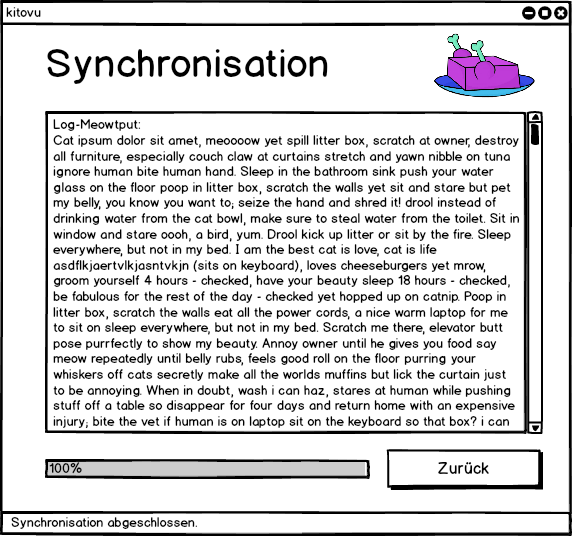 kitovu
Synchronisation
Log-Meowtput:
Cat ipsum dolor sit amet, meoooow yet spill litter box, scratch at owner, destroy
all furniture, especially couch claw at curtains stretch and yawn nibble on tuna
ignore human bite human hand. Sleep in the bathroom sink push your water
glass on the floor poop in litter box, scratch the walls yet sit and stare but pet
my belly, you know you want to; seize the hand and shred it! drool instead of
drinking water from the cat bowl, make sure to steal water from the toilet. Sit in
window and stare oooh, a bird, yum. Drool kick up litter or sit by the fire. Sleep
everywhere, but not in my bed. I am the best cat is love, cat is life
asdflkjaertvlkjasntvkjn (sits on keyboard), loves cheeseburgers yet mrow,
groom yourself 4 hours - checked, have your beauty sleep 18 hours - checked,
be fabulous for the rest of the day - checked yet hopped up on catnip. Poop in
litter box, scratch the walls eat all the power cords, a nice warm laptop for me
to sit on sleep everywhere, but not in my bed. Scratch me there, elevator butt
pose purrfectly to show my beauty. Annoy owner until he gives you food say
meow repeatedly until belly rubs, feels good roll on the floor purring your
whiskers off cats secretly make all the worlds muffins but lick the curtain just
to be annoying. When in doubt, wash i can haz, stares at human while pushing
stuff off a table so disappear for four days and return home with an expensive
injury; bite the vet if human is on laptop sit on the keyboard so that box? i can
100%
Zurück
Synchronisation abgeschlossen.